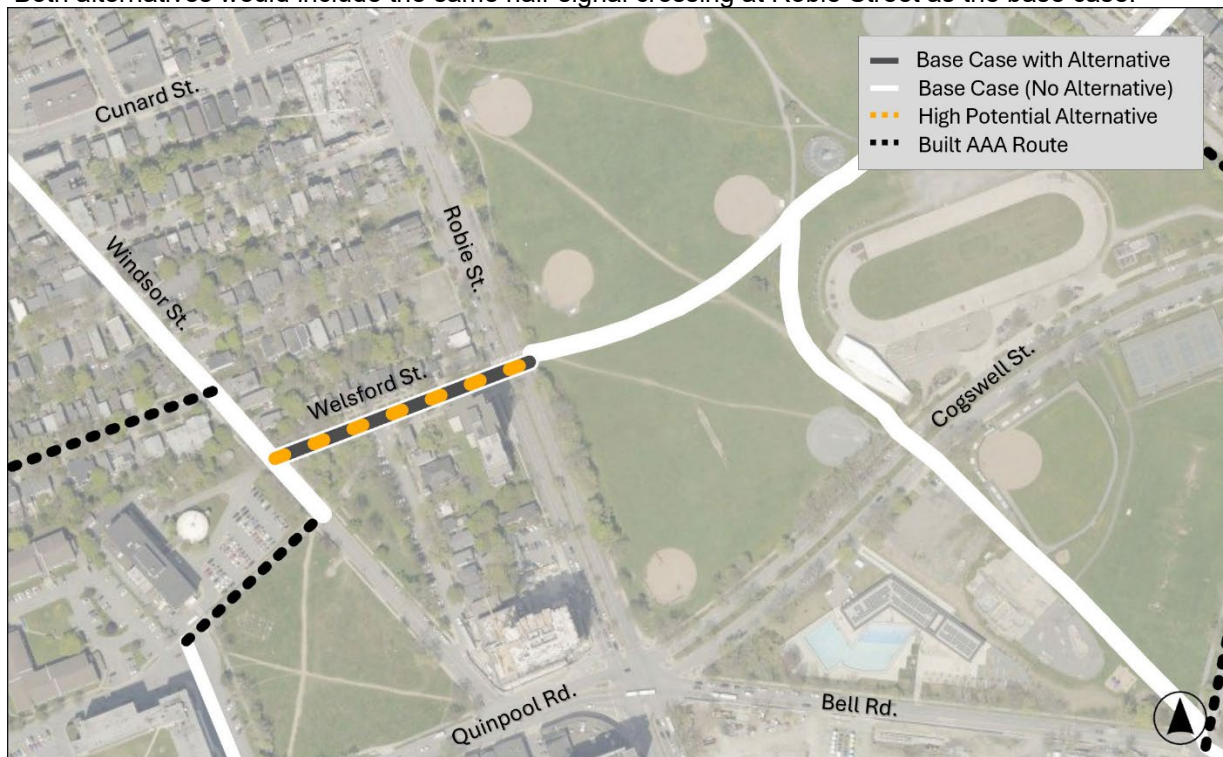 Both alternatives would include the same half signal crossing at Robie Street as the base case.
Base Case with Alternative
Base Case (No Alternative)
High Potential Alternative
Built AAA Route
Cunard St.
Robie St.
Windsor St.
Welsford St.
Cogswell St.
Quinpool Rd.
Bell Rd.